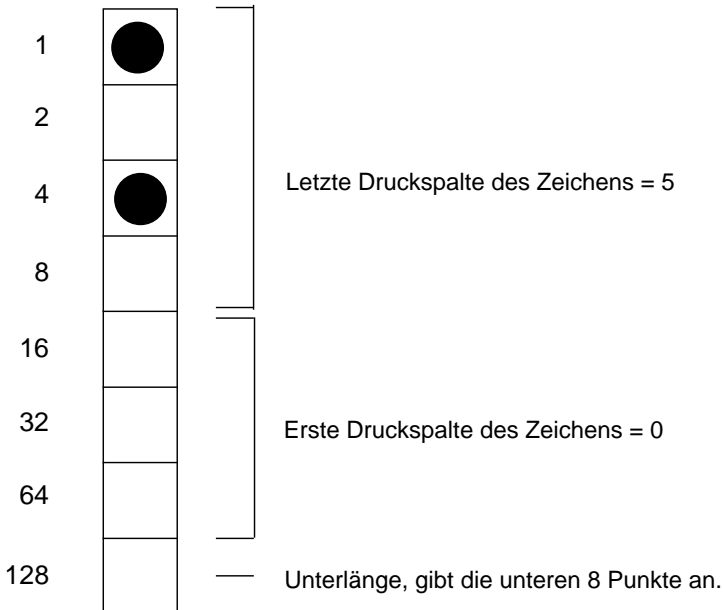 1
2
4
Letzte Druckspalte des Zeichens = 5
8
16
32
Erste Druckspalte des Zeichens = 0
64
128
Unterlänge, gibt die unteren 8 Punkte an.